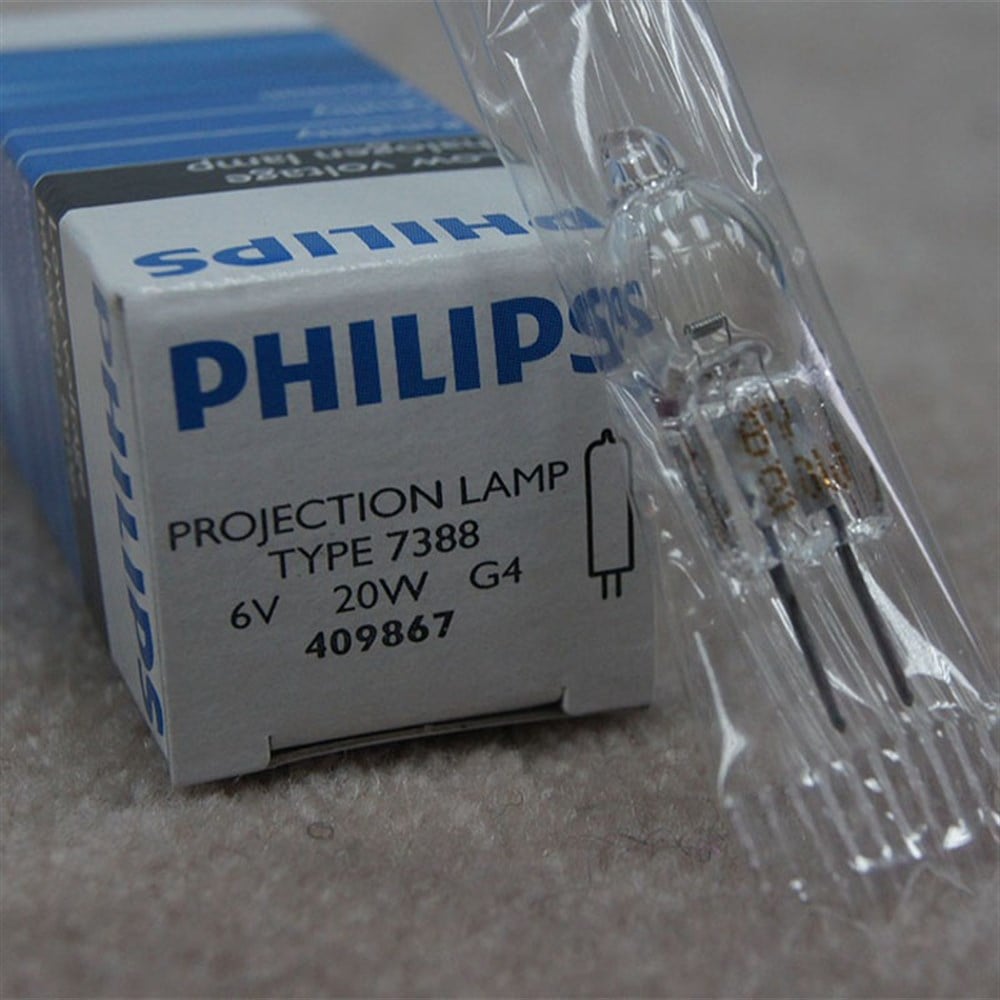 low voltage
halogen lamp
PHILIPS
PHILIPS
PROJECTION LAMP
TYPE 7388
6V 20W G4
409867
PHILIPS